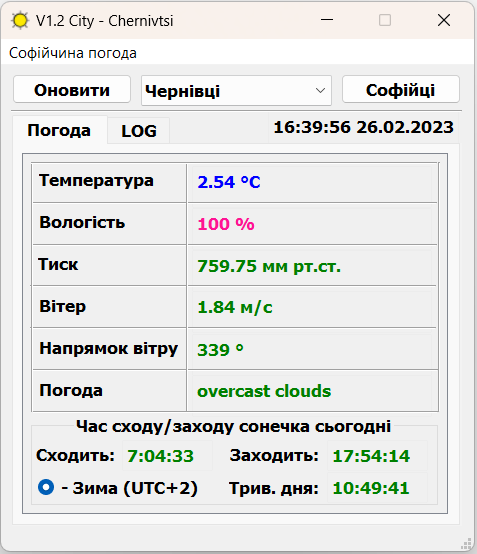 V1.2 City - Chernivtsi
Софійчина погода
Оновити Чернівці Софійці
Погода LOG 16:39:56 26.02.2023
Температура 2.54 °C
Вологість 100 %
Тиск 759.75 мм рт.ст.
Вітер 1.84 м/с
Напрямок вітру 339 °
Погода overcast clouds
Час сходу/заходу сонечка сьогодні
Сходить: 7:04:33 Заходить: 17:54:14
- Зима (UTC+2) Трив. дня: 10:49:41